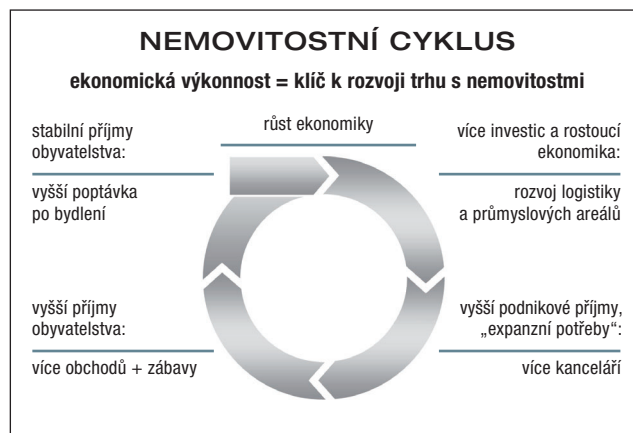 NEMOVITOSTNÍ CYKLUS
ekonomická výkonnost = klíč k rozvoji trhu s nemovitostmi
růst ekonomiky
stabilní příjmy
obyvatelstva:
vyšší poptávka
po bydlení
více investic a rostoucí
ekonomika:
rozvoj logistiky
a průmyslových areálů
vyšší příjmy
obyvatelstva:
více obchodů + zábavy
vyšší podnikové příjmy,
„expanzní potřeby“:
více kanceláří